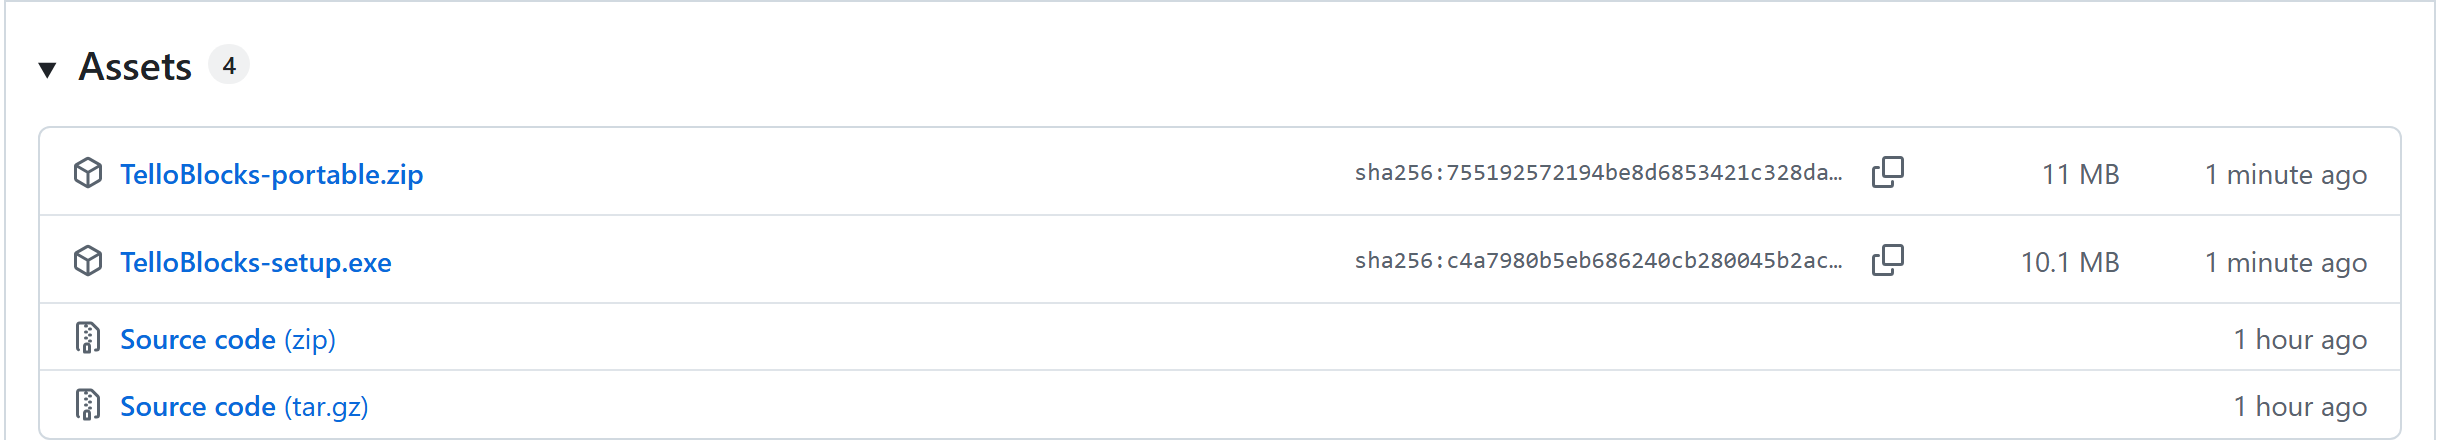 Assets 4
TelloBlocks-portable.zip sha256:755192572194be8d6853421c328da… 11 MB 1 minute ago
TelloBlocks-setup.exe sha256:c4a7980b5eb686240cb280045b2ac… 10.1 MB 1 minute ago
Source code (zip) 1 hour ago
Source code (tar.gz) 1 hour ago